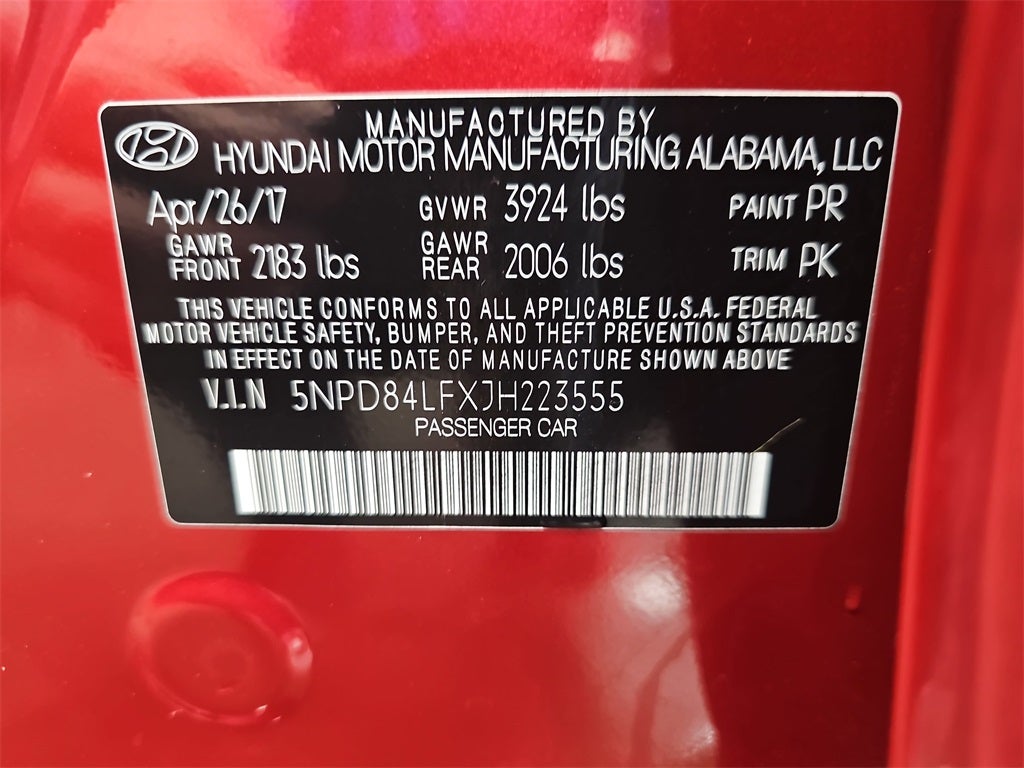 MANUFACTURED BY
HYUNDAI MOTOR MANUFACTURING ALABAMA, LLC
Apr/26/17 GVWR 3924 lbs PAINT PR
GAWR FRONT 2183 lbs GAWR REAR 2006 lbs TRIM PK
THIS VEHICLE CONFORMS TO ALL APPLICABLE U.S.A. FEDERAL
MOTOR VEHICLE SAFETY, BUMPER, AND THEFT PREVENTION STANDARDS
IN EFFECT ON THE DATE OF MANUFACTURE SHOWN ABOVE
V.I.N 5NPD84LFXJH223555
PASSENGER CAR